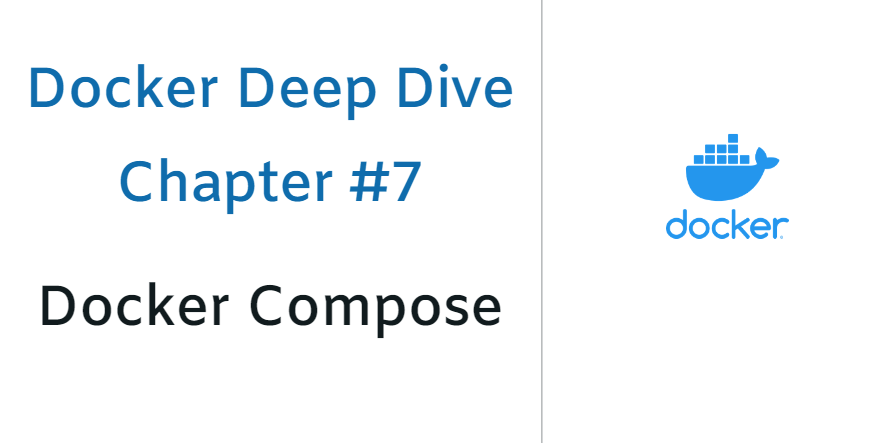 Docker Deep Dive
Chapter #7
Docker Compose
docker